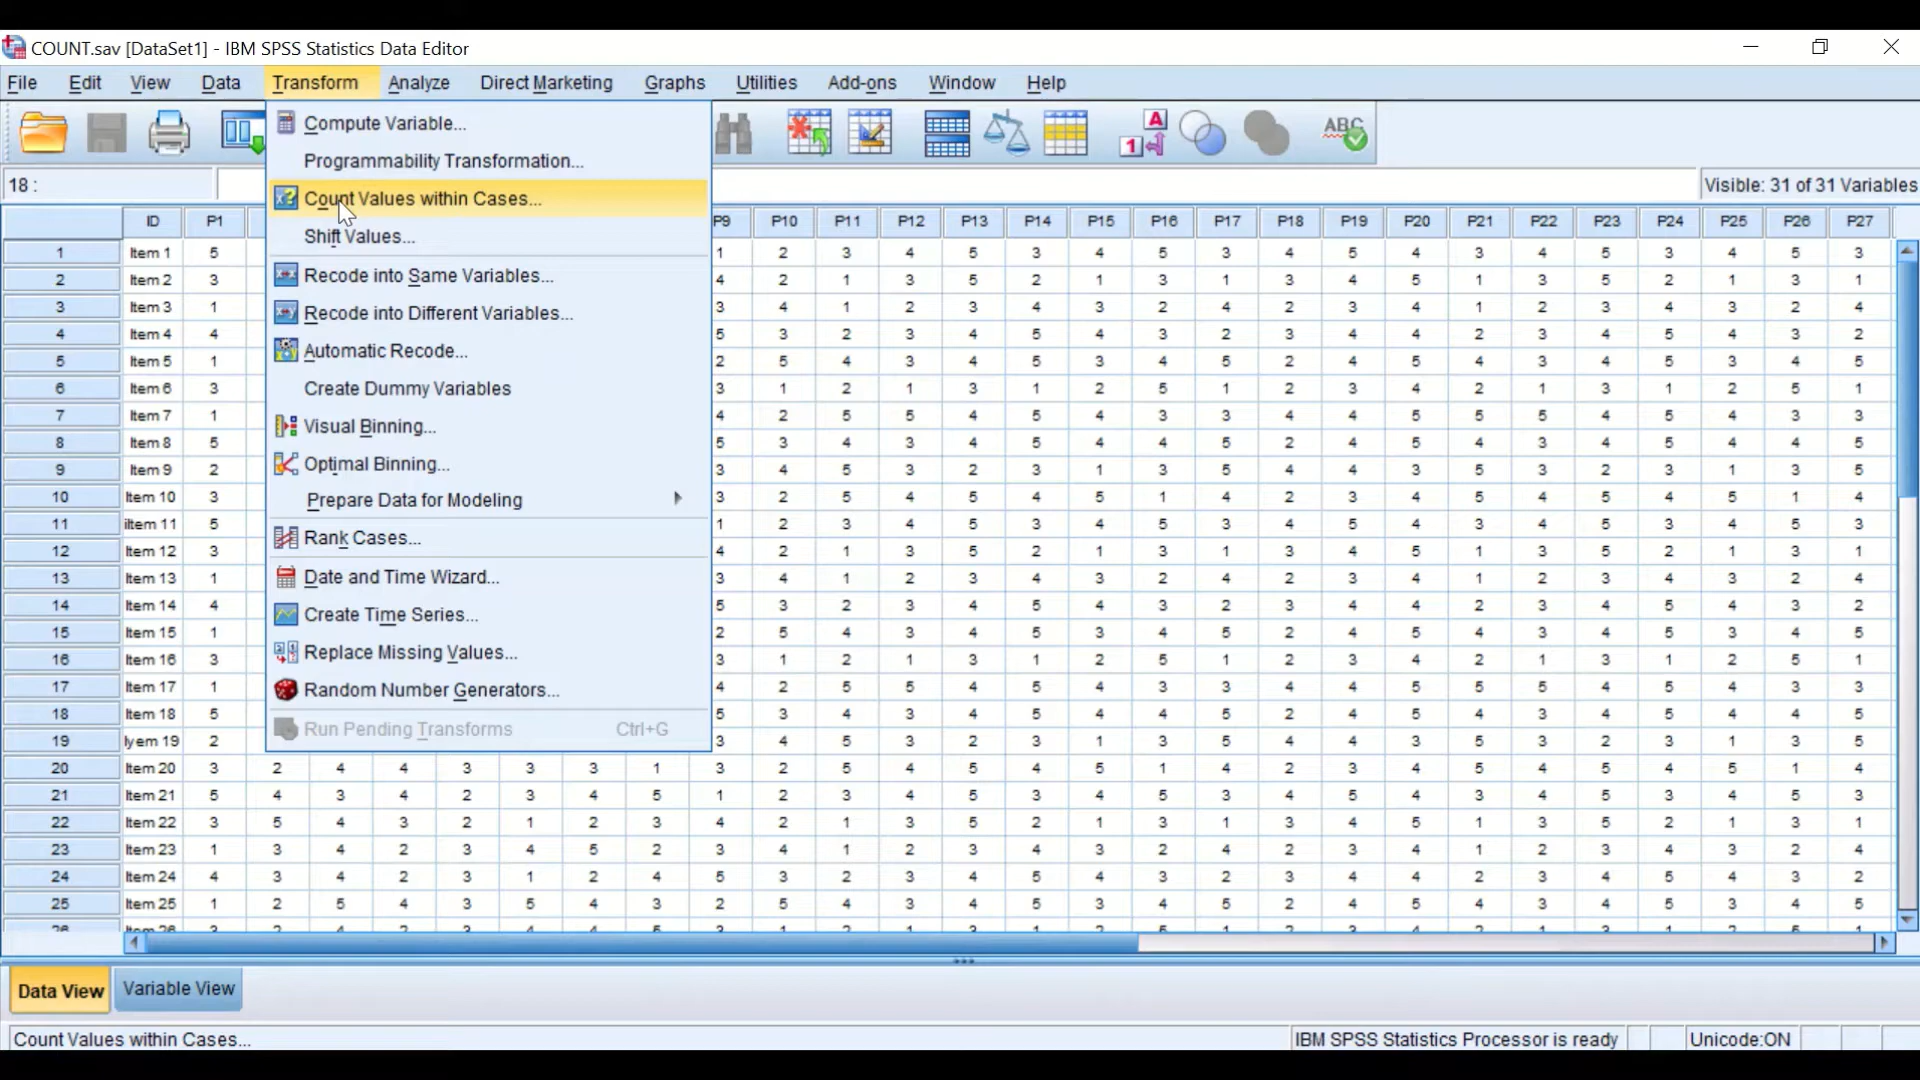 COUNT.sav [DataSet1] - IBM SPSS Statistics Data Editor
File Edit View Data Transform Analyze Direct Marketing Graphs Utilities Add-ons Window Help
1 A ABC
18 : Visible: 31 of 31 Variables
Compute Variable...
Programmability Transformation...
Count Values within Cases...
Shift Values...
Recode into Same Variables...
Recode into Different Variables...
Automatic Recode...
Create Dummy Variables
Visual Binning...
Optimal Binning...
Prepare Data for Modeling
Rank Cases...
Date and Time Wizard...
Create Time Series...
Replace Missing Values...
Random Number Generators...
Run Pending Transforms Ctrl+G
ID P1 P9 P10 P11 P12 P13 P14 P15 P16 P17 P18 P19 P20 P21 P22 P23 P24 P25 P26 P27
1 Item 1 5 1 2 3 4 5 3 4 5 3 4 5 4 3 4 5 3 4 5 3
2 Item 2 3 4 2 1 3 5 2 1 3 1 3 4 5 1 3 5 2 1 3 1
3 Item 3 1 3 4 1 2 3 4 3 2 4 2 3 4 1 2 3 4 3 2 4
4 Item 4 4 5 3 2 3 4 5 4 3 2 3 4 4 2 3 4 5 4 3 2
5 Item 5 1 2 5 4 3 4 5 3 4 5 2 4 5 4 3 4 5 3 4 5
6 Item 6 3 3 1 2 1 3 1 2 5 1 2 3 4 2 1 3 1 2 5 1
7 Item 7 1 4 2 5 5 4 5 4 3 3 4 4 5 5 5 4 5 4 3 3
8 Item 8 5 5 3 4 3 4 5 4 4 5 2 4 5 4 3 4 5 4 4 5
9 Item 9 2 3 4 5 3 2 3 1 3 5 4 4 3 5 3 2 3 1 3 5
10 Item 10 3 3 2 5 4 5 4 5 1 4 2 3 4 5 4 5 4 5 1 4
11 iltem 11 5 1 2 3 4 5 3 4 5 3 4 5 4 3 4 5 3 4 5 3
12 Item 12 3 4 2 1 3 5 2 1 3 1 3 4 5 1 3 5 2 1 3 1
13 Item 13 1 3 4 1 2 3 4 3 2 4 2 3 4 1 2 3 4 3 2 4
14 Item 14 4 5 3 2 3 4 5 4 3 2 3 4 4 2 3 4 5 4 3 2
15 Item 15 1 2 5 4 3 4 5 3 4 5 2 4 5 4 3 4 5 3 4 5
16 Item 16 3 3 1 2 1 3 1 2 5 1 2 3 4 2 1 3 1 2 5 1
17 Item 17 1 4 2 5 5 4 5 4 3 3 4 4 5 5 5 4 5 4 3 3
18 Item 18 5 5 3 4 3 4 5 4 4 5 2 4 5 4 3 4 5 4 4 5
19 Iyem 19 2 3 4 5 3 2 3 1 3 5 4 4 3 5 3 2 3 1 3 5
20 Item 20 3 2 4 4 3 3 3 1 3 2 5 4 5 4 5 1 4 2 3 4 5 4 5 4 5 1 4
21 Item 21 5 4 3 4 2 3 4 5 1 2 3 4 5 3 4 5 3 4 5 4 3 4 5 3 4 5 3
22 Item 22 3 5 4 3 2 1 2 3 4 2 1 3 5 2 1 3 1 3 4 5 1 3 5 2 1 3 1
23 Item 23 1 3 4 2 3 4 5 2 3 4 1 2 3 4 3 2 4 2 3 4 1 2 3 4 3 2 4
24 Item 24 4 3 4 2 3 1 2 4 5 3 2 3 4 5 4 3 2 3 4 4 2 3 4 5 4 3 2
25 Item 25 1 2 5 4 3 5 4 3 2 5 4 3 4 5 3 4 5 2 4 5 4 3 4 5 3 4 5
Data View Variable View
Count Values within Cases... IBM SPSS Statistics Processor is ready Unicode:ON